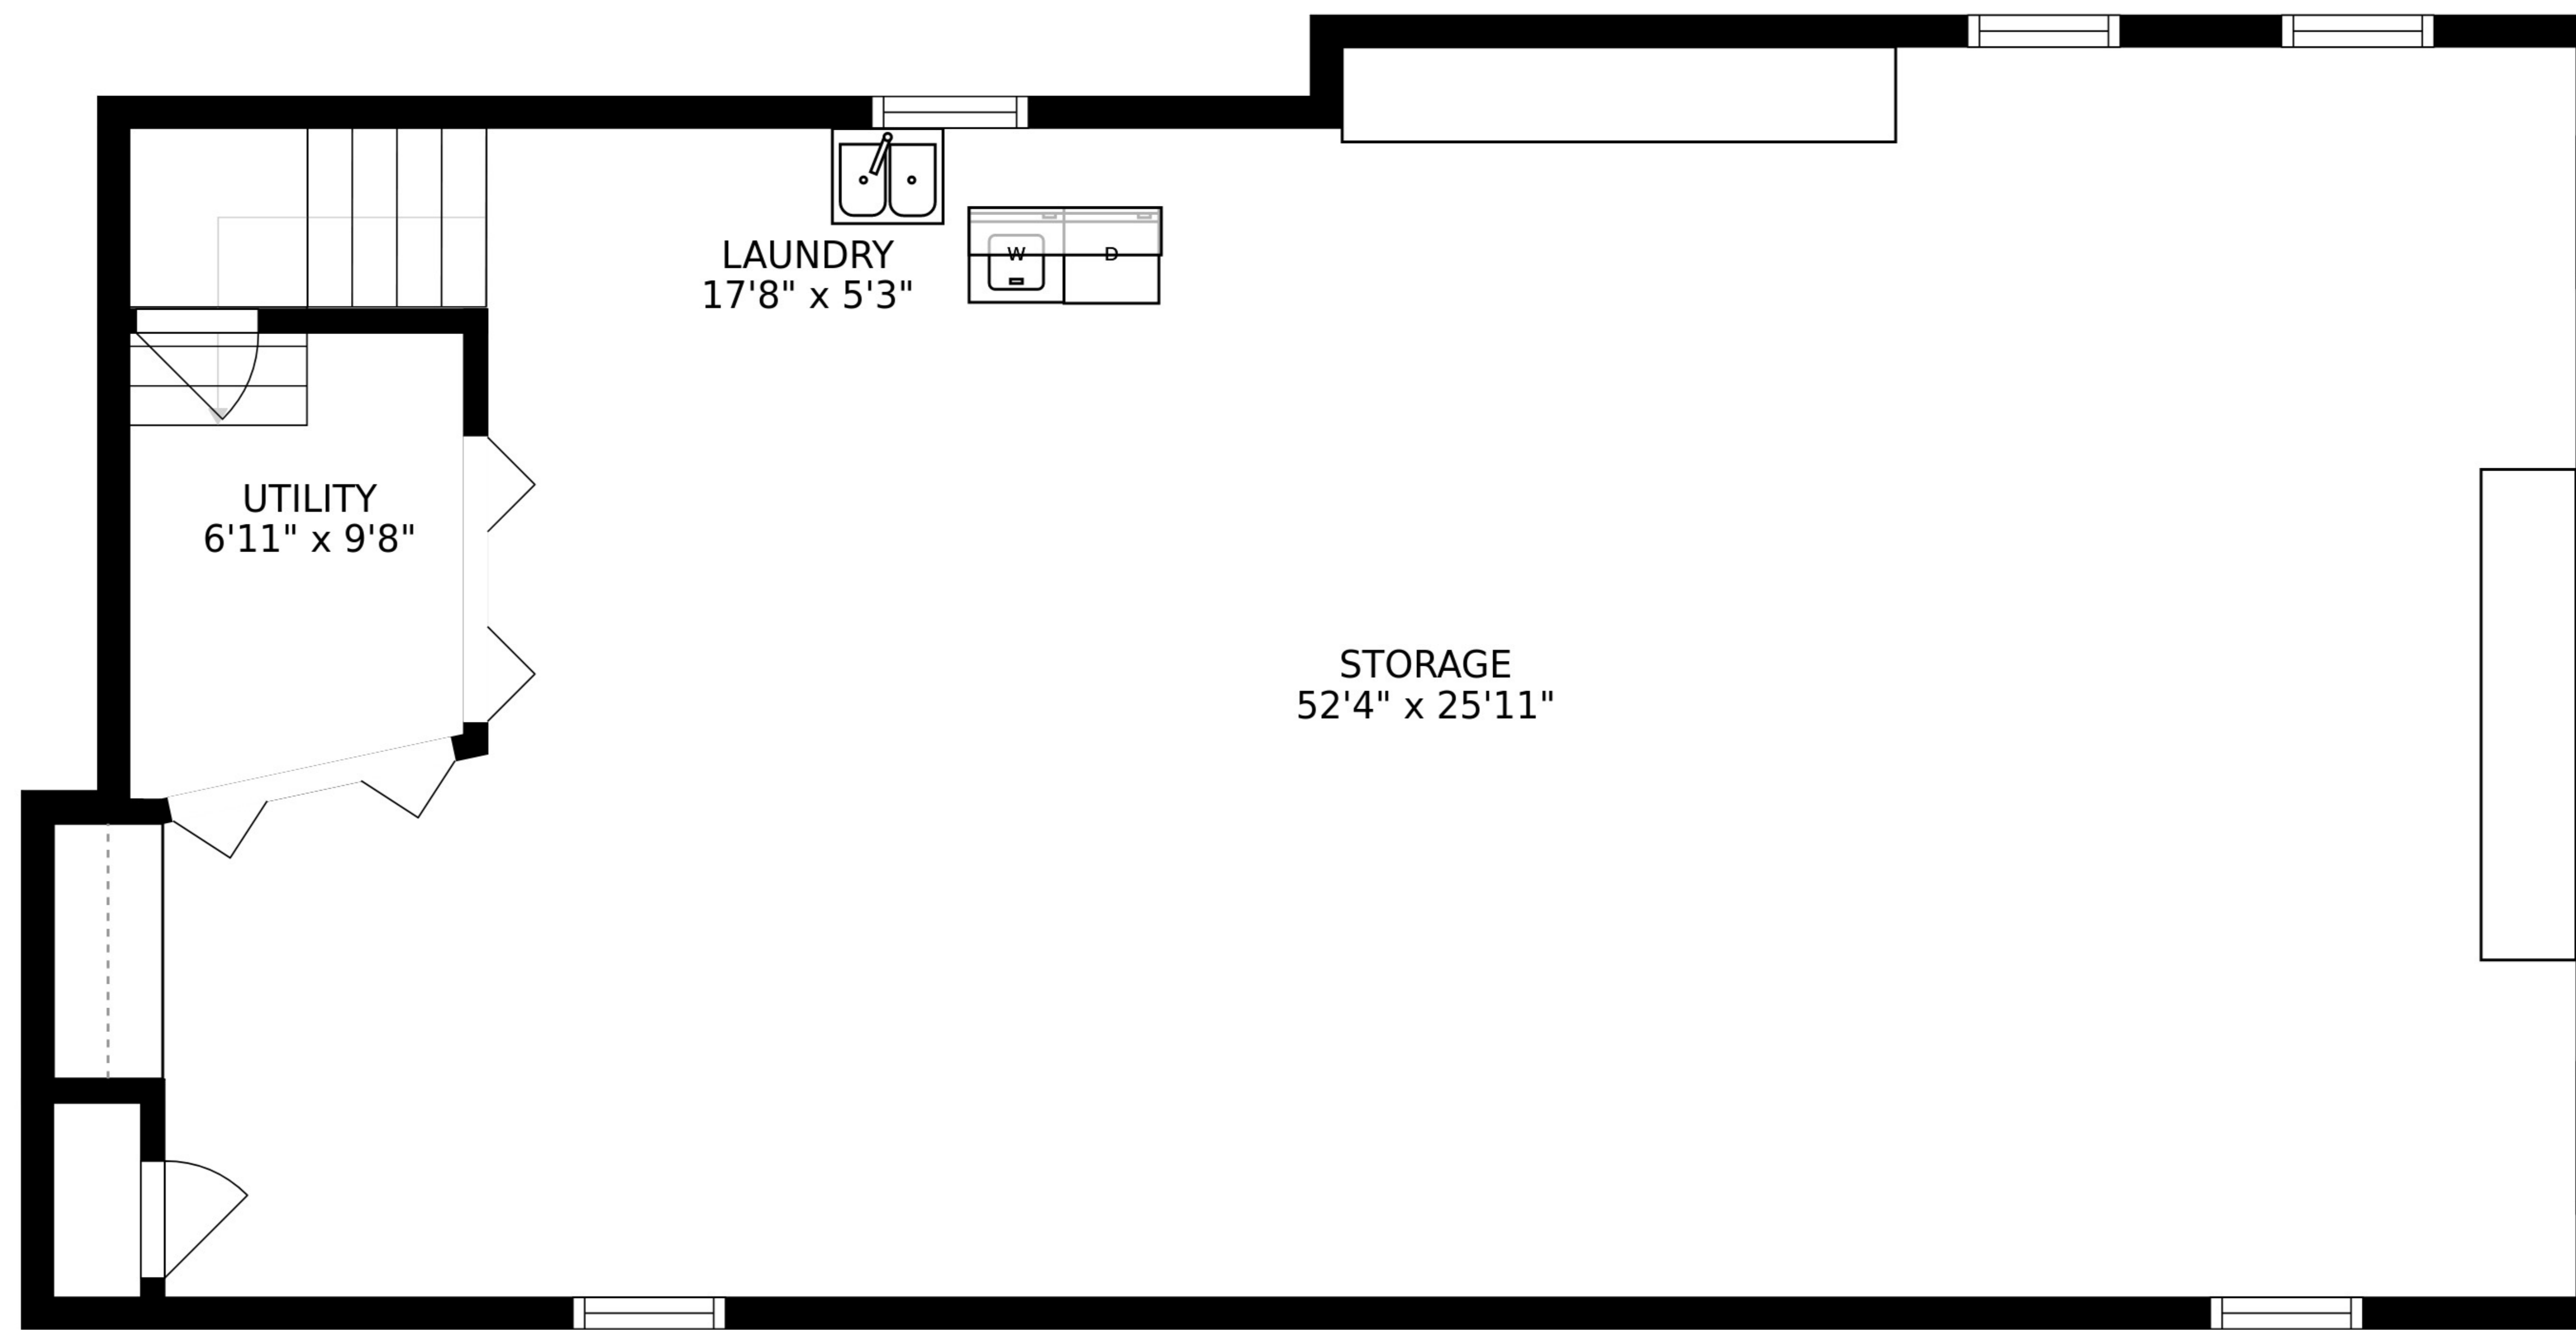 LAUNDRY
17'8" x 5'3"
W
D
UTILITY
6'11" x 9'8"
STORAGE
52'4" x 25'11"